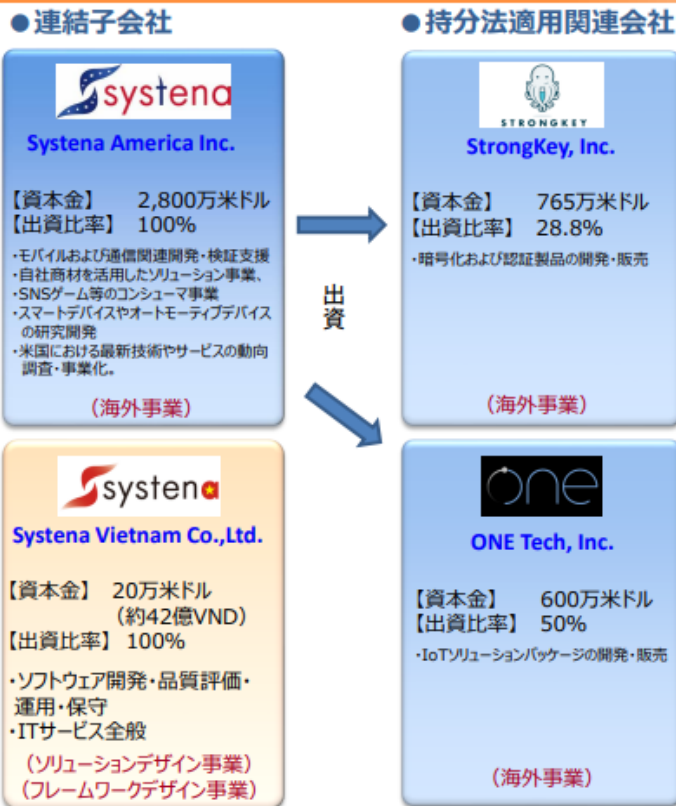 ●連結子会社
systena
Systena America Inc.
【資本金】 2,800万米ドル
【出資比率】 100%
・モバイルおよび通信関連開発・検証支援
・自社商材を活用したソリューション事業、
・SNSゲーム等のコンシューマ事業
・スマートデバイスやオートモーティブデバイス
の研究開発
・米国における最新技術やサービスの動向
調査・事業化。
（海外事業）
出
資
systena
Systena Vietnam Co.,Ltd.
【資本金】 20万米ドル
（約42億VND）
【出資比率】 100%
・ソフトウェア開発・品質評価・
運用・保守
・ITサービス全般
（ソリューションデザイン事業）
（フレームワークデザイン事業）
●持分法適用関連会社
STRONGKEY
StrongKey, Inc.
【資本金】 765万米ドル
【出資比率】 28.8%
・暗号化および認証製品の開発・販売
（海外事業）
one
ONE Tech, Inc.
【資本金】 600万米ドル
【出資比率】 50%
・IoTソリューションパッケージの開発・販売
（海外事業）